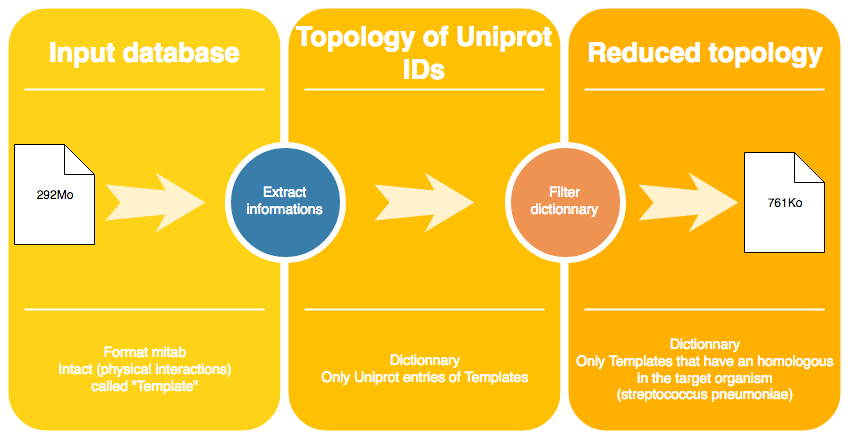 Input database
Topology of Uniprot
IDs
Reduced topology
292Mo
Extract
informations
Filter
dictionnary
761Ko
Format mitab
Intact (physical interactions)
called "Template"
Dictionnary
Only Uniprot entries of Templates
Dictionnary
Only Templates that have an homologous
in the target organism
(streptococcus pneumoniae)